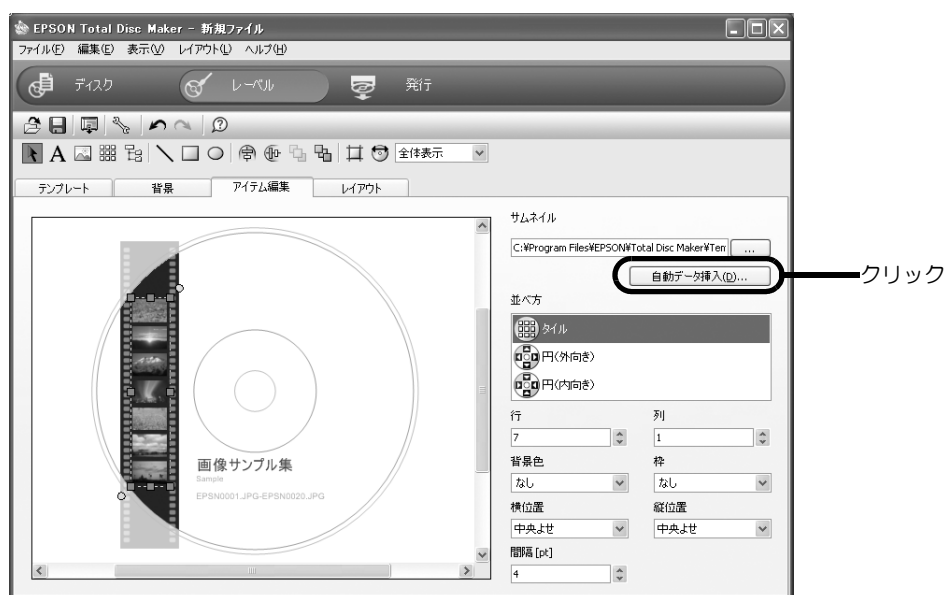 EPSON Total Disc Maker - 新規ファイル
ファイル(F) 編集(E) 表示(V) レイアウト(L) ヘルプ(H)
ディスク レーベル 発行
A 全体表示
テンプレート 背景 アイテム編集 レイアウト
サムネイル
C:¥Program Files¥EPSON¥Total Disc Maker¥Tem ...
自動データ挿入(D)...
クリック
並べ方
タイル
円(外向き)
円(内向き)
行 列
7 1
背景色 枠
なし なし
横位置 縦位置
中央よせ 中央よせ
間隔 [pt]
4
画像サンプル集
Sample
EPSN0001.JPG-EPSN0020.JPG